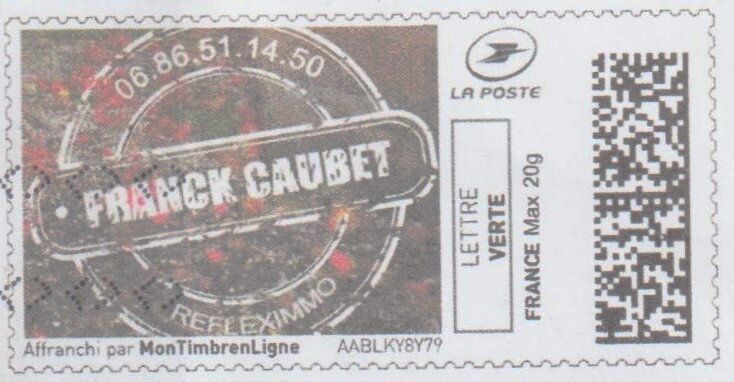 06.86.51.14.50
FRANCK CAUBET
REFLEXIMMO
LA POSTE
LETTRE
VERTE
FRANCE Max 20g
Affranchi par MonTimbrenLigne AABLKY8Y79